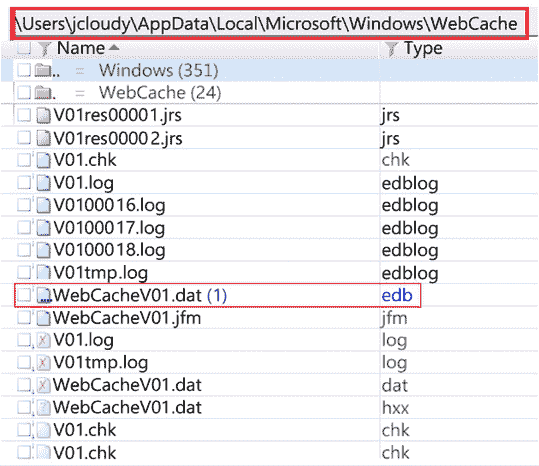 \Users\jcloudy\AppData\Local\Microsoft\Windows\WebCache
Name Type
.. = Windows (351)
. = WebCache (24)
V01res00001.jrs jrs
V01res00002.jrs jrs
V01.chk chk
V01.log edblog
V0100016.log edblog
V0100017.log edblog
V0100018.log edblog
V01tmp.log edblog
WebCacheV01.dat (1) edb
WebCacheV01.jfm jfm
V01.log log
V01tmp.log log
WebCacheV01.dat dat
WebCacheV01.dat hxx
V01.chk chk
V01.chk chk